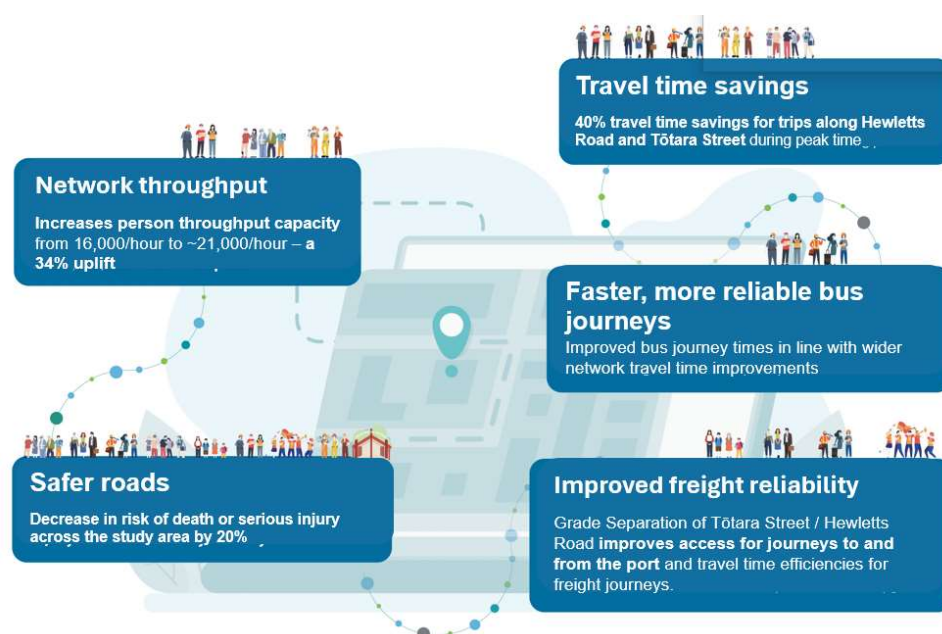 Travel time savings
40% travel time savings for trips along Hewletts
Road and Tōtara Street during peak time
Network throughput
Increases person throughput capacity
from 16,000/hour to ~21,000/hour – a
34% uplift
Faster, more reliable bus
journeys
Improved bus journey times in line with wider
network travel time improvements
Safer roads
Decrease in risk of death or serious injury
across the study area by 20%
Improved freight reliability
Grade Separation of Tōtara Street / Hewletts
Road improves access for journeys to and
from the port and travel time efficiencies for
freight journeys.